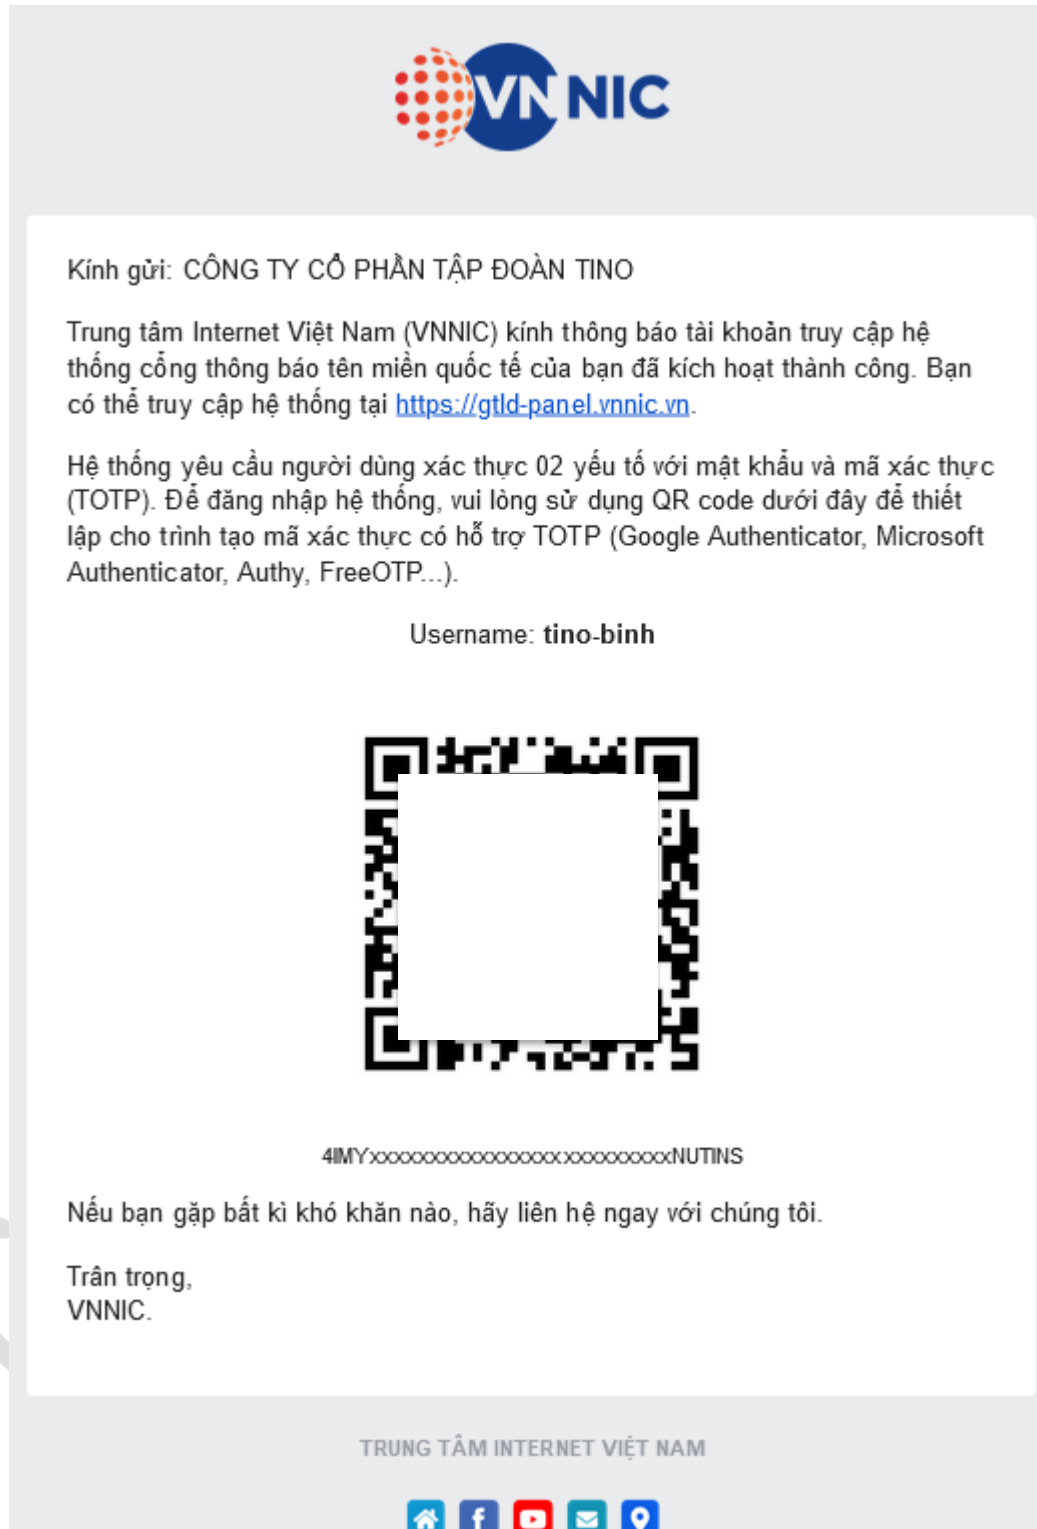 VNNIC
Kính gửi: CÔNG TY CỔ PHẦN TẬP ĐOÀN TINO
Trung tâm Internet Việt Nam (VNNIC) kính thông báo tài khoản truy cập hệ
thống cổng thông báo tên miền quốc tế của bạn đã kích hoạt thành công. Bạn
có thể truy cập hệ thống tại https://gtld-panel.vnnic.vn.
Hệ thống yêu cầu người dùng xác thực 02 yếu tố với mật khẩu và mã xác thực
(TOTP). Để đăng nhập hệ thống, vui lòng sử dụng QR code dưới đây để thiết
lập cho trình tạo mã xác thực có hỗ trợ TOTP (Google Authenticator, Microsoft
Authenticator, Authy, FreeOTP...).
Username: tino-binh
4IMYxxxxxxxxxxxxxxxxxxxxxxxxxxxxNUTINS
Nếu bạn gặp bất kì khó khăn nào, hãy liên hệ ngay với chúng tôi.
Trân trọng,
VNNIC.
TRUNG TÂM INTERNET VIỆT NAM